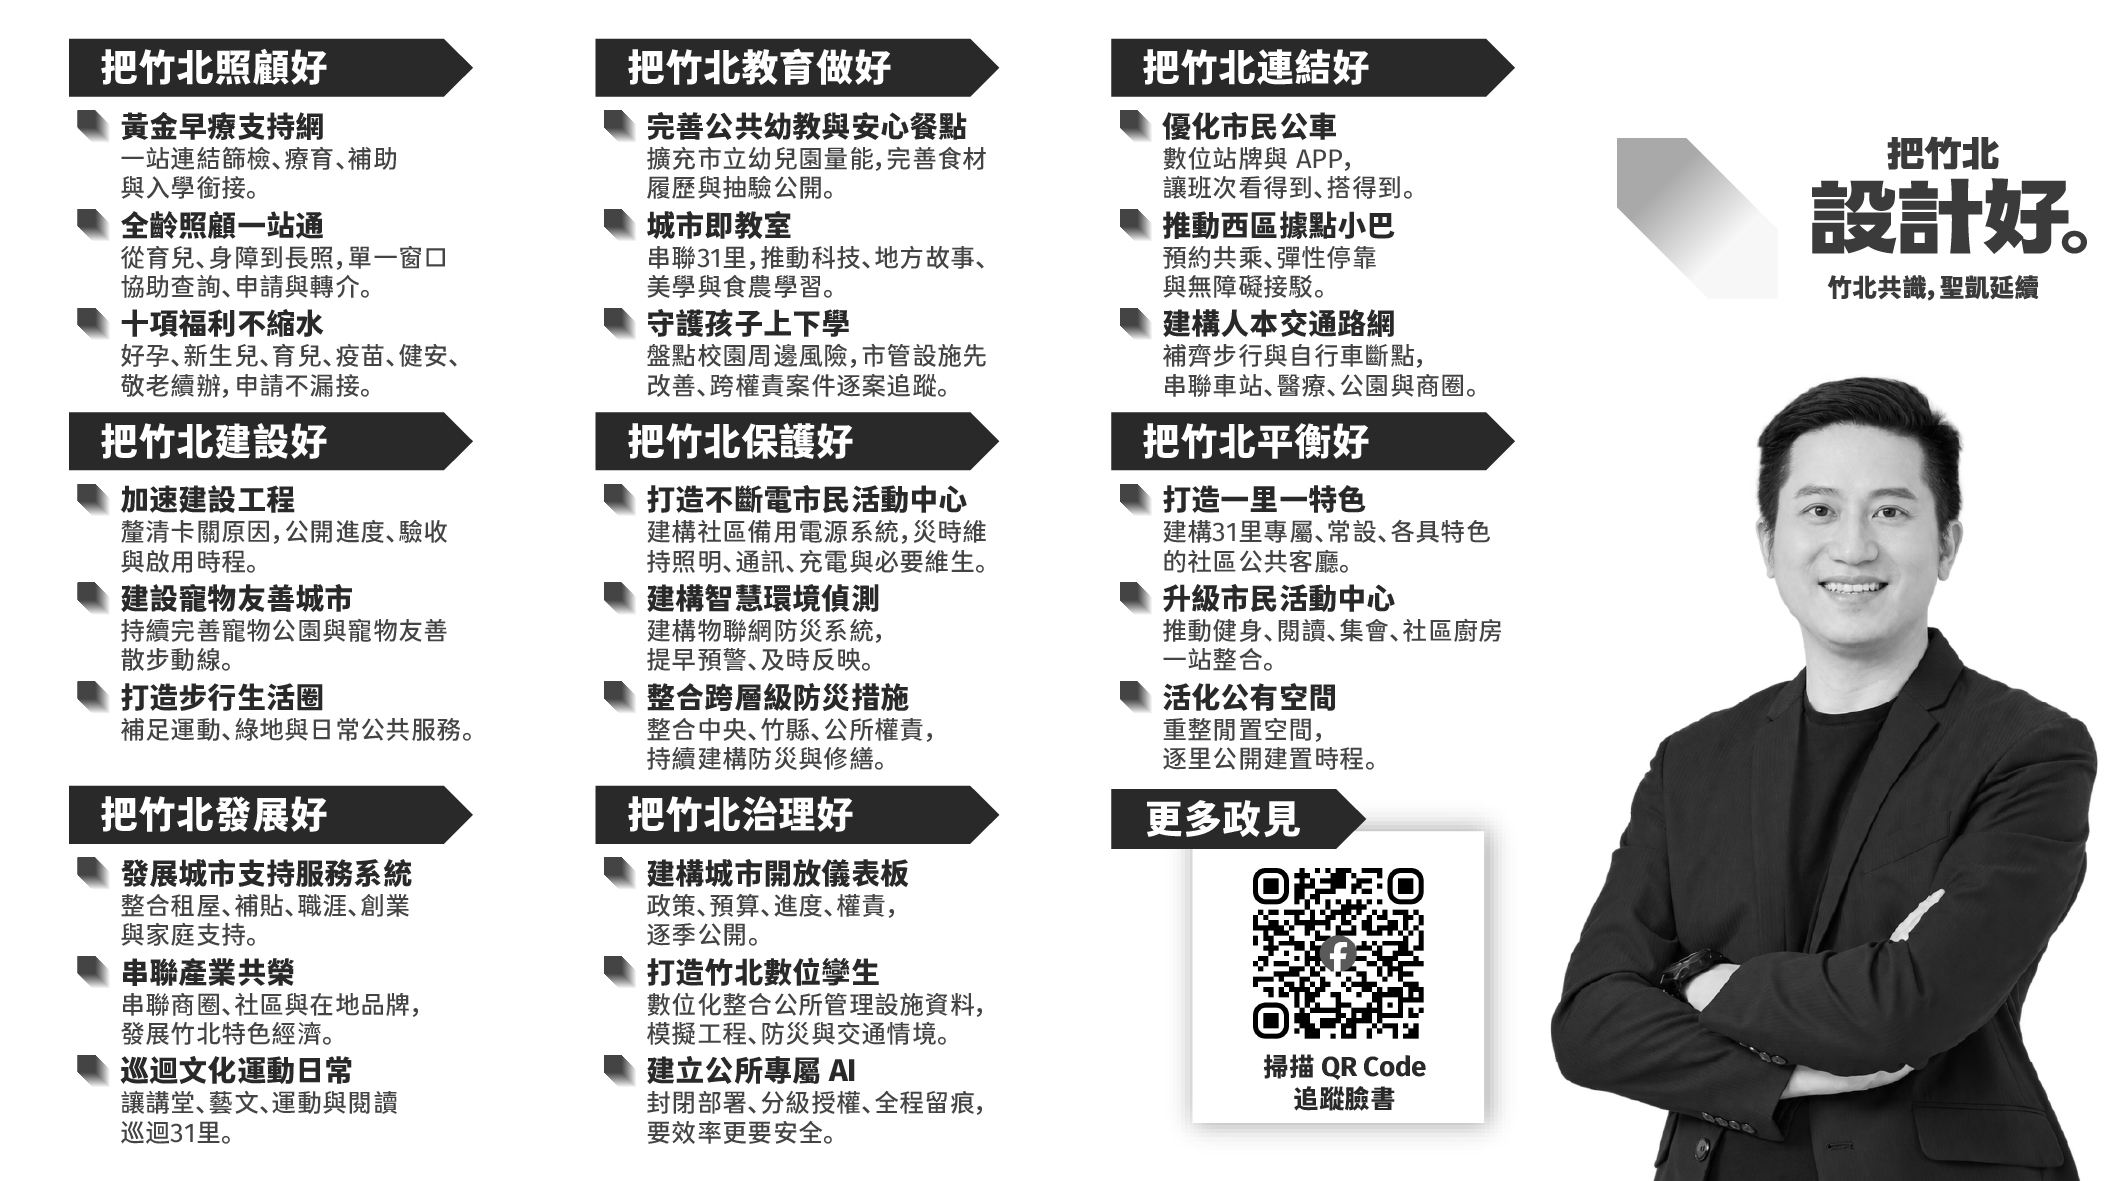 把竹北照顧好
黃金早療支持網
一站連結篩檢、療育、補助
與入學銜接。
全齡照顧一站通
從育兒、身障到長照，單一窗口
協助查詢、申請與轉介。
十項福利不縮水
好孕、新生兒、育兒、疫苗、健安、
敬老續辦，申請不漏接。
把竹北建設好
加速建設工程
釐清卡關原因，公開進度、驗收
與啟用時程。
建設寵物友善城市
持續完善寵物公園與寵物友善
散步動線。
打造步行生活圈
補足運動、綠地與日常公共服務。
把竹北發展好
發展城市支持服務系統
整合租屋、補貼、職涯、創業
與家庭支持。
串聯產業共榮
串聯商圈、社區與在地品牌，
發展竹北特色經濟。
巡迴文化運動日常
讓講堂、藝文、運動與閱讀
巡迴31里。
把竹北教育做好
完善公共幼教與安心餐點
擴充市立幼兒園量能，完善食材
履歷與抽驗公開。
城市即教室
串聯31里，推動科技、地方故事、
美學與食農學習。
守護孩子上下學
盤點校園周邊風險，市管設施先
改善、跨權責案件逐案追蹤。
把竹北保護好
打造不斷電市民活動中心
建構社區備用電源系統，災時維
持照明、通訊、充電與必要維生。
建構智慧環境偵測
建構物聯網防災系統，
提早預警、及時反映。
整合跨層級防災措施
整合中央、竹縣、公所權責，
持續建構防災與修繕。
把竹北治理好
建構城市開放儀表板
政策、預算、進度、權責，
逐季公開。
打造竹北數位孿生
數位化整合公所管理設施資料，
模擬工程、防災與交通情境。
建立公所專屬 AI
封閉部署、分級授權、全程留痕，
要效率更要安全。
把竹北連結好
優化市民公車
數位站牌與 APP，
讓班次看得到、搭得到。
推動西區據點小巴
預約共乘、彈性停靠
與無障礙接駁。
建構人本交通路網
補齊步行與自行車斷點，
串聯車站、醫療、公園與商圈。
把竹北平衡好
打造一里一特色
建構31里專屬、常設、各具特色
的社區公共客廳。
升級市民活動中心
推動健身、閱讀、集會、社區廚房
一站整合。
活化公有空間
重整閒置空間，
逐里公開建置時程。
更多政見
掃描 QR Code
追蹤臉書
把竹北
設計好。
竹北共識，聖凱延續